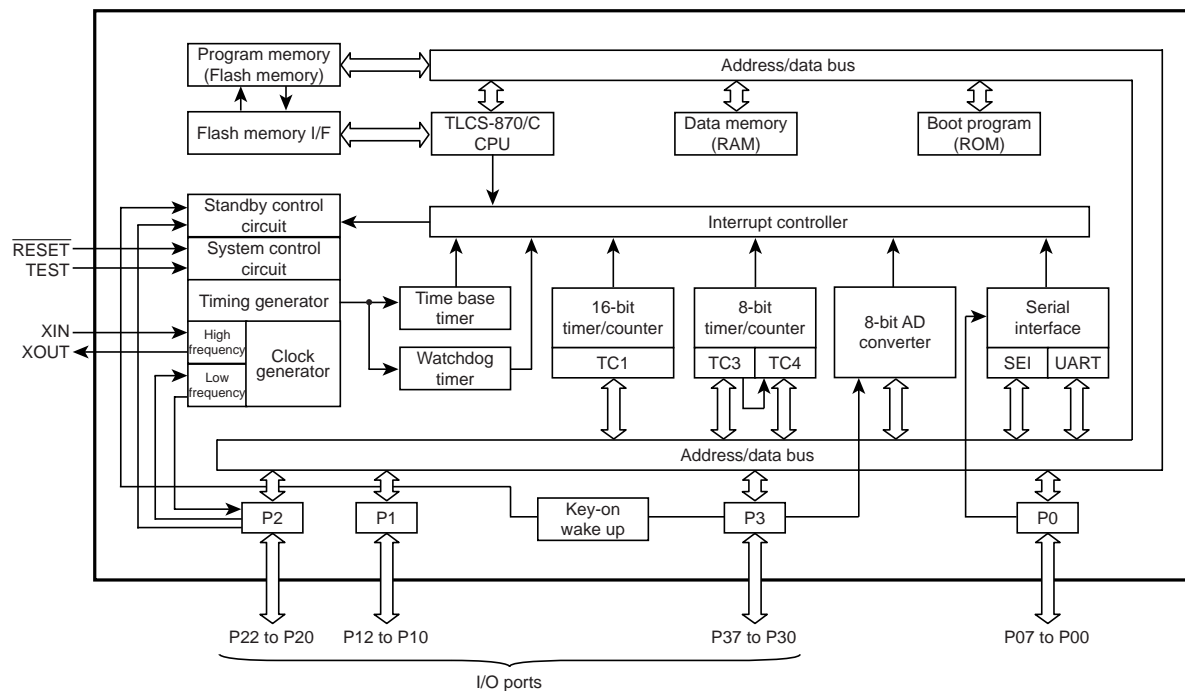 Program memory
(Flash memory)
Address/data bus
Flash memory I/F
TLCS-870/C
CPU
Data memory
(RAM)
Boot program
(ROM)
Standby control
circuit
Interrupt controller
RESET
TEST
System control
circuit
Timing generator
Time base
timer
16-bit
timer/counter
8-bit
timer/counter
8-bit AD
converter
Serial
interface
XIN
XOUT
High
frequency
Clock
generator
Low
frequency
Watchdog
timer
TC1
TC3
TC4
SEI
UART
Address/data bus
P2
P1
Key-on
wake up
P3
P0
P22 to P20
P12 to P10
P37 to P30
P07 to P00
I/O ports